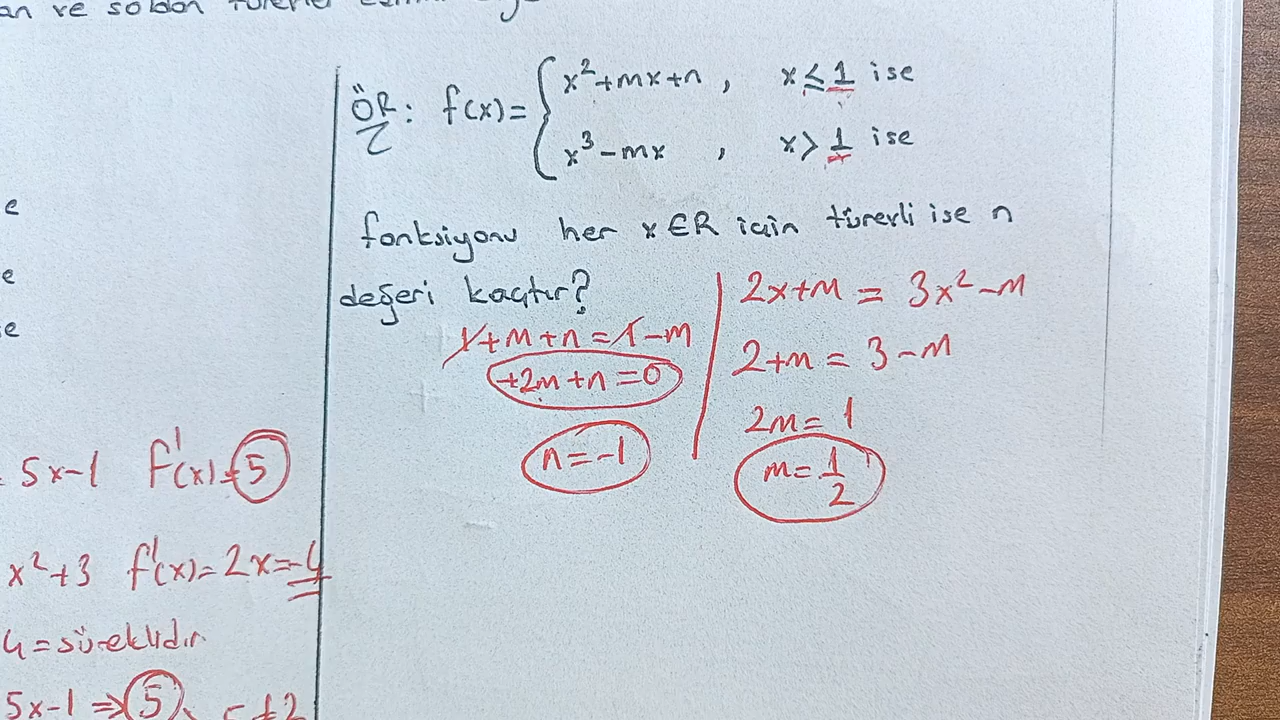 ve soldan
ÖR: f(x)= { x²+mx+n , x≤1 ise
x³-mx , x>1 ise
fonksiyonu her x∈R için türevli ise n
değeri kaçtır?
1+m+n=1-m
+2m+n=0
n=-1
2x+m = 3x²-m
2+m = 3-m
2m=1
m=1/2
e
e
e
5x-1 f'(x)=5
x²+3 f'(x)=2x=-4
4=süreklidir
5x-1 ⇒ 5